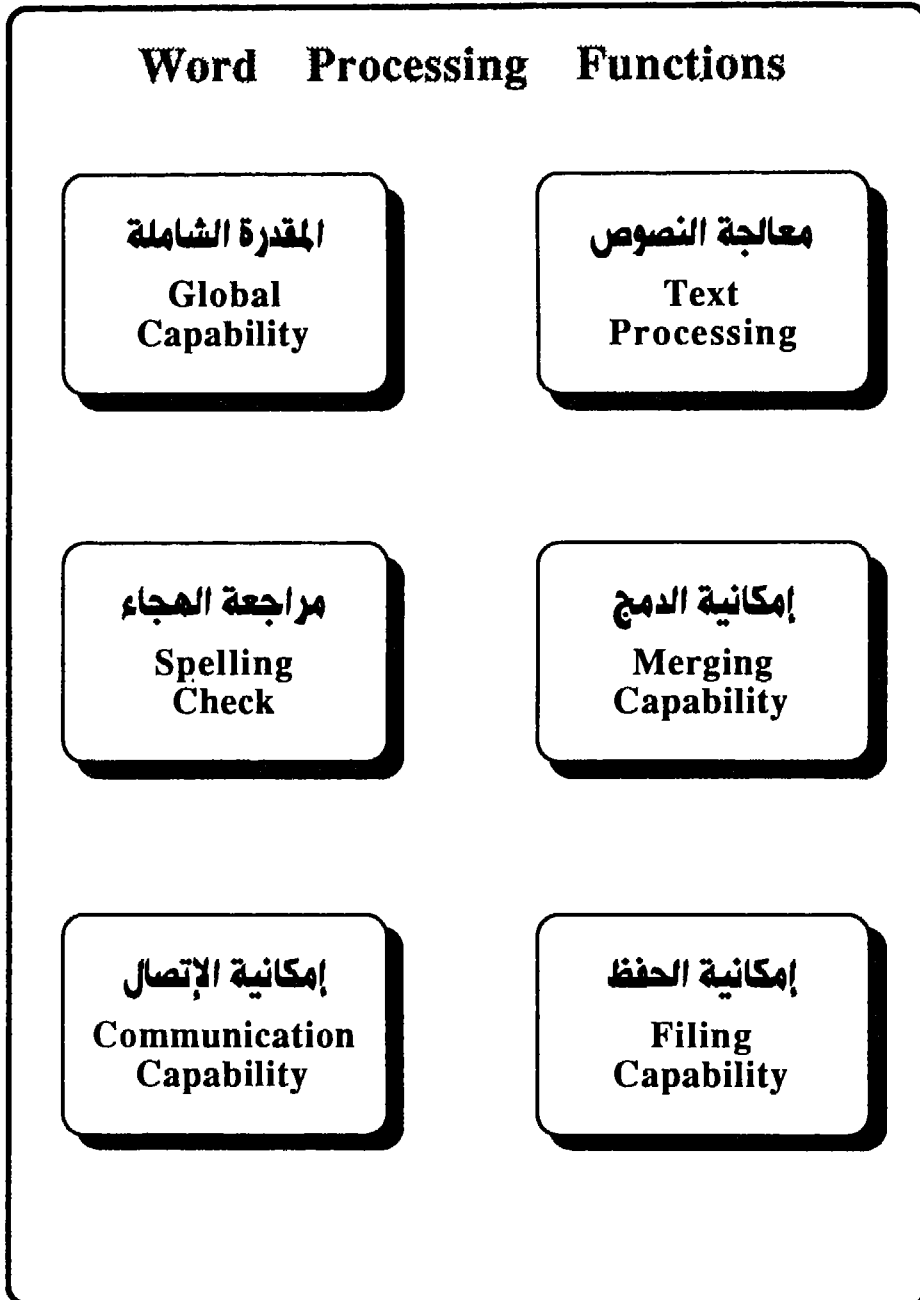 Word Processing Functions
المقدرة الشاملة
Global
Capability
معالجة النصوص
Text
Processing
مراجعة الهجاء
Spelling
Check
إمكانية الدمج
Merging
Capability
إمكانية الإتصال
Communication
Capability
إمكانية الحفظ
Filing
Capability